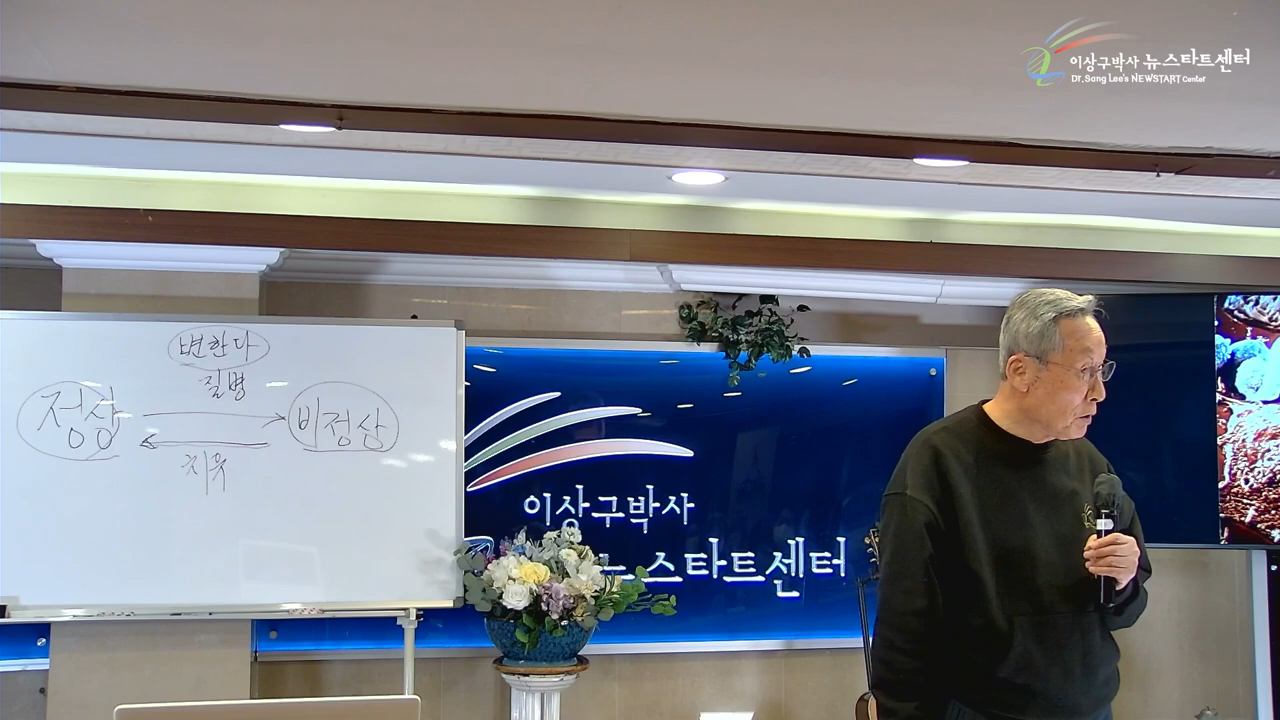 이상구박사 뉴스타트센터
Dr. Sang Lee's NEWSTART Center
변한다
질병
정상
비정상
치유
이상구박사
뉴스타트센터